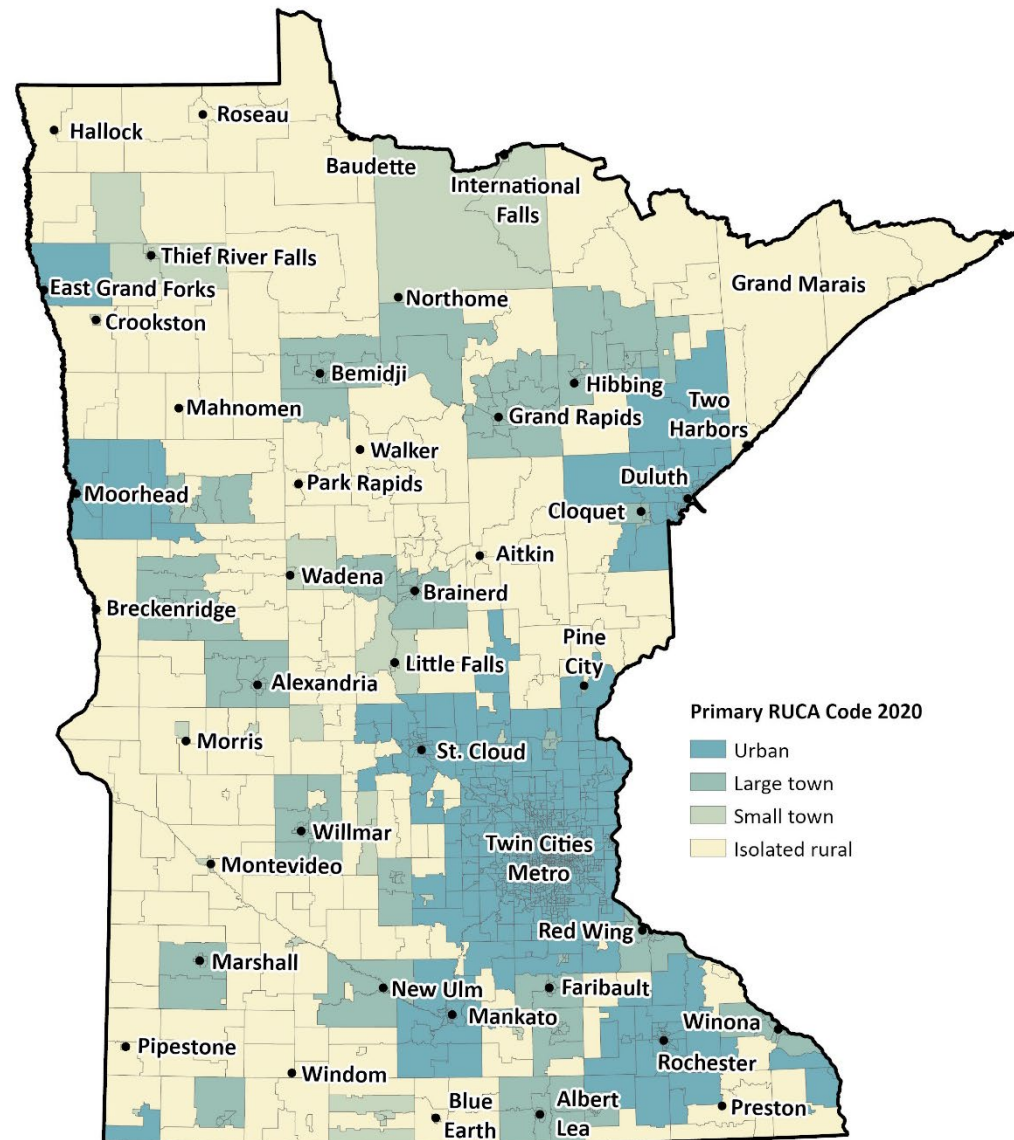 Roseau
Hallock
Baudette
International
Falls
Thief River Falls
East Grand Forks
Grand Marais
Northome
Crookston
Bemidji
Hibbing
Two
Harbors
Mahnomen
Grand Rapids
Walker
Park Rapids
Duluth
Moorhead
Cloquet
Aitkin
Wadena
Brainerd
Breckenridge
Pine
City
Little Falls
Alexandria
Primary RUCA Code 2020
Urban
Large town
Small town
Isolated rural
Morris
St. Cloud
Willmar
Twin Cities
Metro
Montevideo
Red Wing
Marshall
New Ulm
Faribault
Mankato
Winona
Pipestone
Rochester
Windom
Blue
Earth
Albert
Lea
Preston